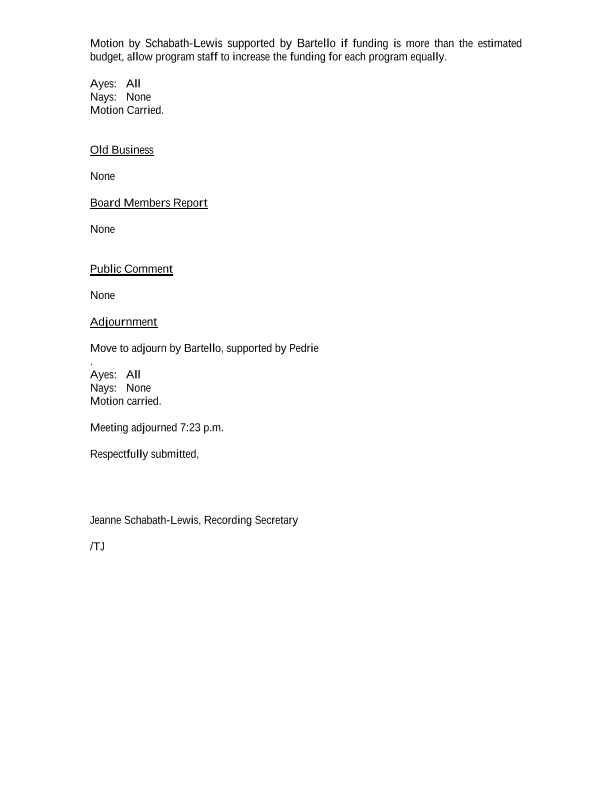 Motion by Schabath-Lewis supported by Bartello if funding is more than the estimated
budget, allow program staff to increase the funding for each program equally.
Ayes: All
Nays: None
Motion Carried.
Old Business
None
Board Members Report
None
Public Comment
None
Adjournment
Move to adjourn by Bartello, supported by Pedrie
.
Ayes: All
Nays: None
Motion carried.
Meeting adjourned 7:23 p.m.
Respectfully submitted,
Jeanne Schabath-Lewis, Recording Secretary
/TJ